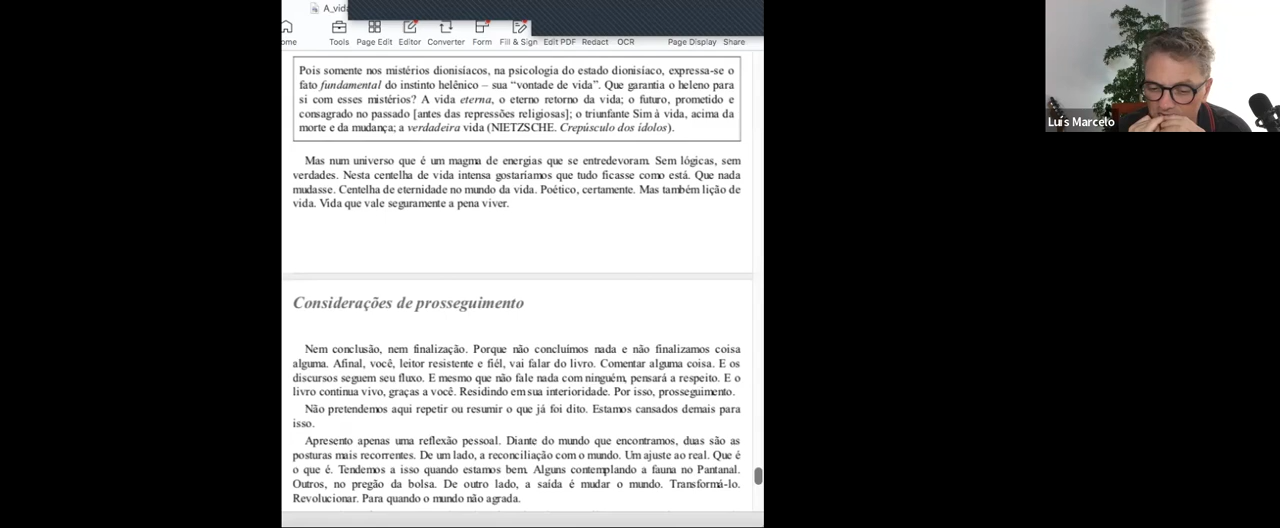 A_vida
ome Tools Page Edit Editor Converter Form Fill & Sign Edit PDF Redact OCR Page Display Share
Pois somente nos mistérios dionisíacos, na psicologia do estado dionisíaco, expressa-se o
fato fundamental do instinto helênico – sua “vontade de vida”. Que garantia o heleno para
si com esses mistérios? A vida eterna, o eterno retorno da vida; o futuro, prometido e
consagrado no passado [antes das repressões religiosas]; o triunfante Sim à vida, acima da
morte e da mudança; a verdadeira vida (NIETZSCHE. Crepúsculo dos ídolos).
Mas num universo que é um magma de energias que se entredevoram. Sem lógicas, sem
verdades. Nesta centelha de vida intensa gostaríamos que tudo ficasse como está. Que nada
mudasse. Centelha de eternidade no mundo da vida. Poético, certamente. Mas também lição de
vida. Vida que vale seguramente a pena viver.
Considerações de prosseguimento
Nem conclusão, nem finalização. Porque não concluímos nada e não finalizamos coisa
alguma. Afinal, você, leitor resistente e fiél, vai falar do livro. Comentar alguma coisa. E os
discursos seguem seu fluxo. E mesmo que não fale nada com ninguém, pensará a respeito. E o
livro continua vivo, graças a você. Residindo em sua interioridade. Por isso, prosseguimento.
Não pretendemos aqui repetir ou resumir o que já foi dito. Estamos cansados demais para
isso.
Apresento apenas uma reflexão pessoal. Diante do mundo que encontramos, duas são as
posturas mais recorrentes. De um lado, a reconciliação com o mundo. Um ajuste ao real. Que é
o que é. Tendemos a isso quando estamos bem. Alguns contemplando a fauna no Pantanal.
Outros, no pregão da bolsa. De outro lado, a saída é mudar o mundo. Transformá-lo.
Revolucionar. Para quando o mundo não agrada.
Luís Marcelo